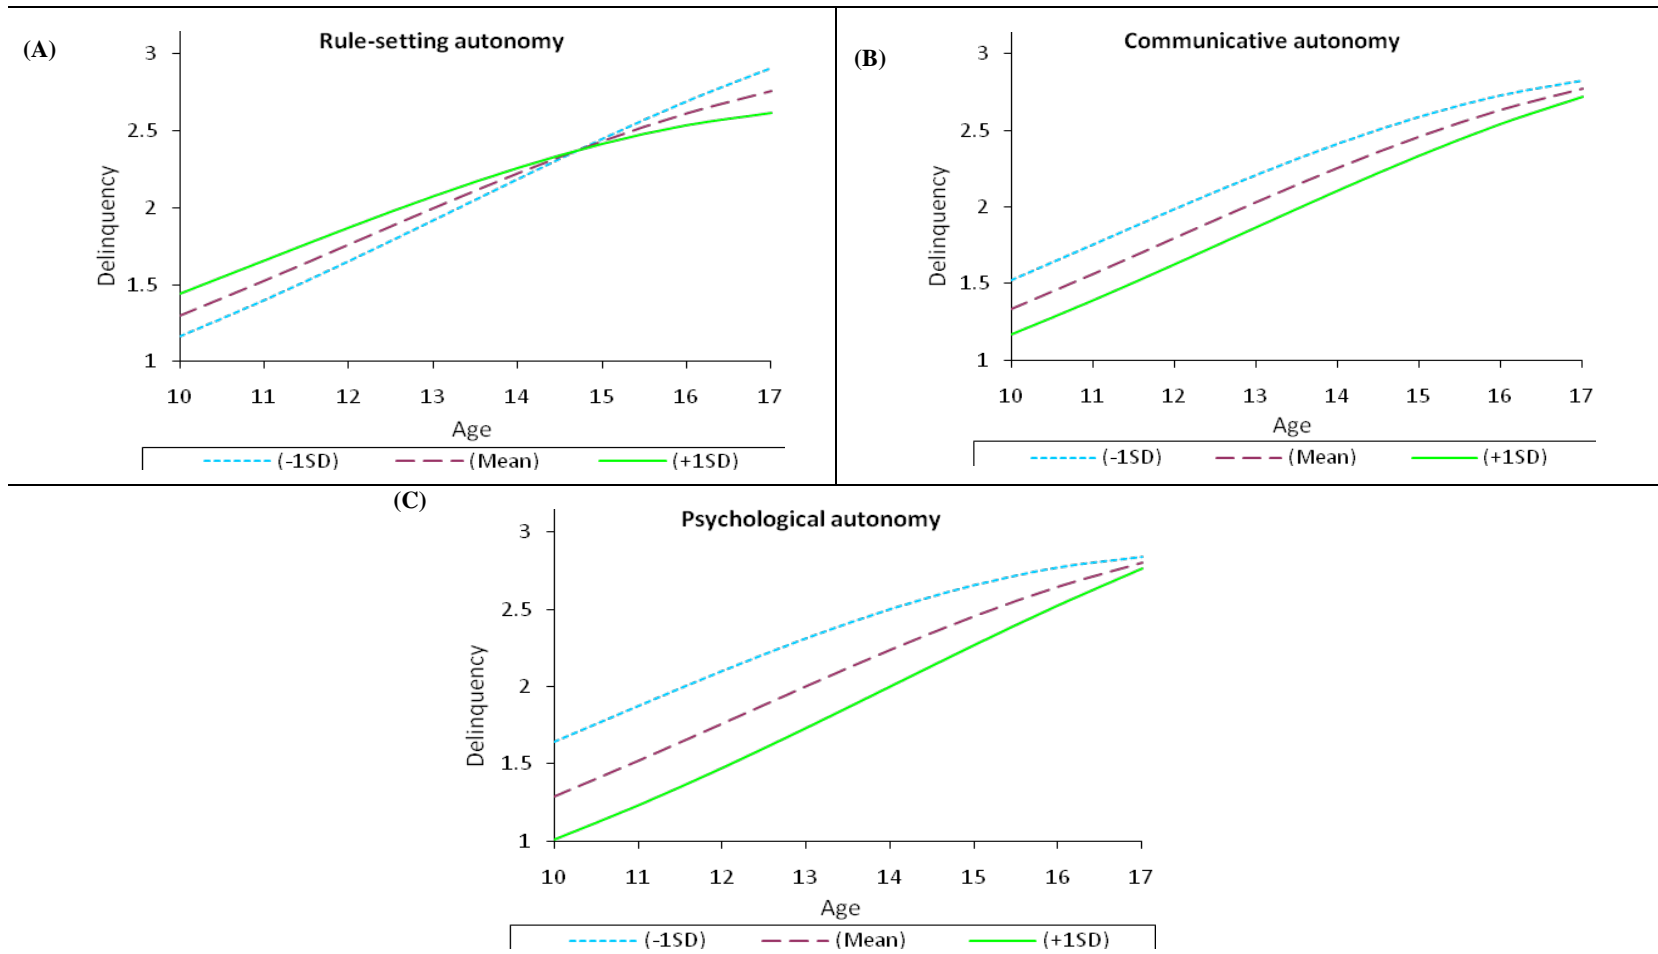 (A)
Rule-setting autonomy
3
2.5
2
1.5
1
Delinquency
10 11 12 13 14 15 16 17
Age
(-1SD) (Mean) (+1SD)
(B)
Communicative autonomy
3
2.5
2
1.5
1
Delinquency
10 11 12 13 14 15 16 17
Age
(-1SD) (Mean) (+1SD)
(C)
Psychological autonomy
3
2.5
2
1.5
1
Delinquency
10 11 12 13 14 15 16 17
Age
(-1SD) (Mean) (+1SD)